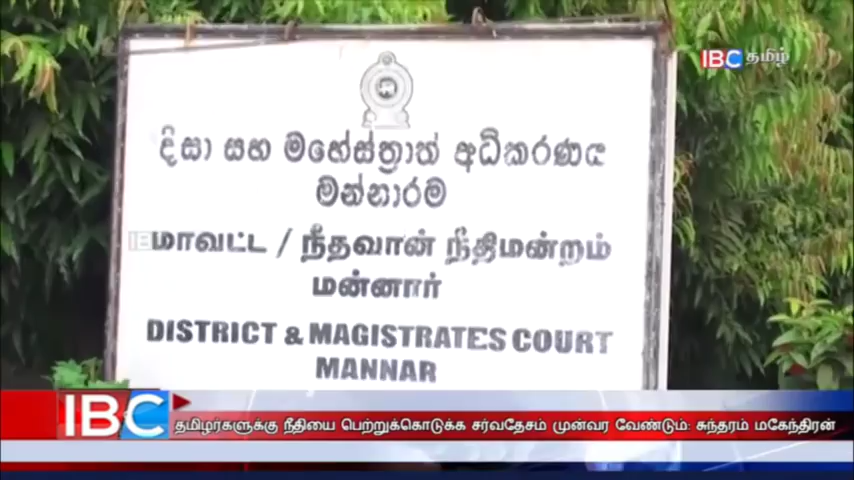 IBC தமிழ்
දිසා සහ මහේස්ත්‍රාත් අධිකරණය
මන්නාරම
மாவட்ட / நீதவான் நீதிமன்றம்
மன்னார்
DISTRICT & MAGISTRATES COURT
MANNAR
IBC
தமிழர்களுக்கு நீதியை பெற்றுக்கொடுக்க சர்வதேசம் முன்வர வேண்டும்: சுந்தரம் மகேந்திரன்